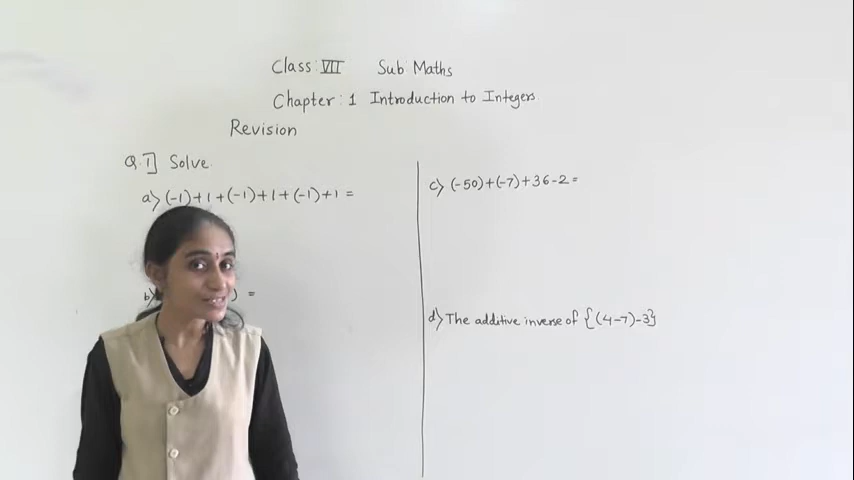 Class: VII Sub Maths
Chapter: 1 Introduction to Integers
Revision
Q.1] Solve.
a) (-1)+1+(-1)+1+(-1)+1 =
b) ) =
c) (-50)+(-7)+36-2=
d) The additive inverse of {(4-7)-3}